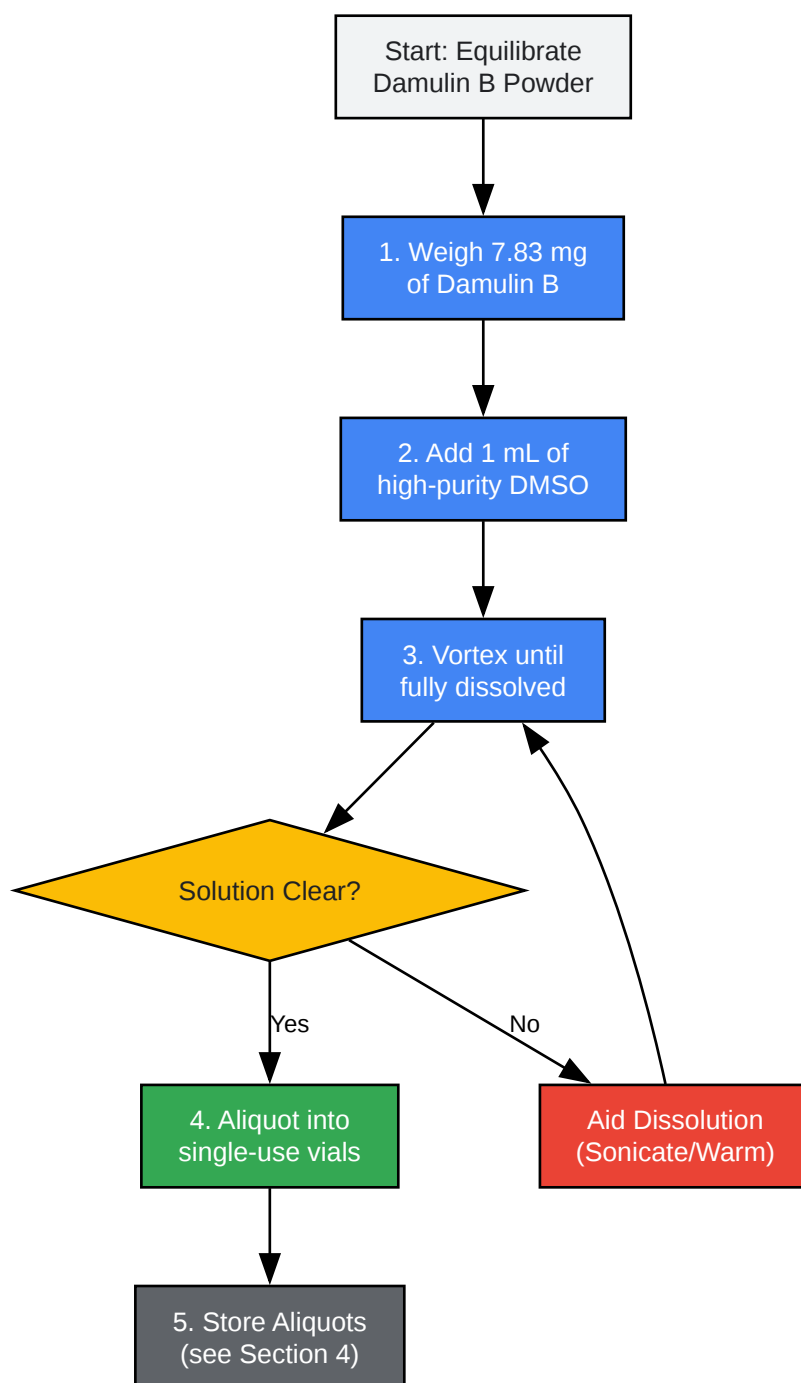 Start: Equilibrate
Damulin B Powder
1. Weigh 7.83 mg
of Damulin B
2. Add 1 mL of
high-purity DMSO
3. Vortex until
fully dissolved
Solution Clear?
Yes
No
4. Aliquot into
single-use vials
Aid Dissolution
(Sonicate/Warm)
5. Store Aliquots
(see Section 4)